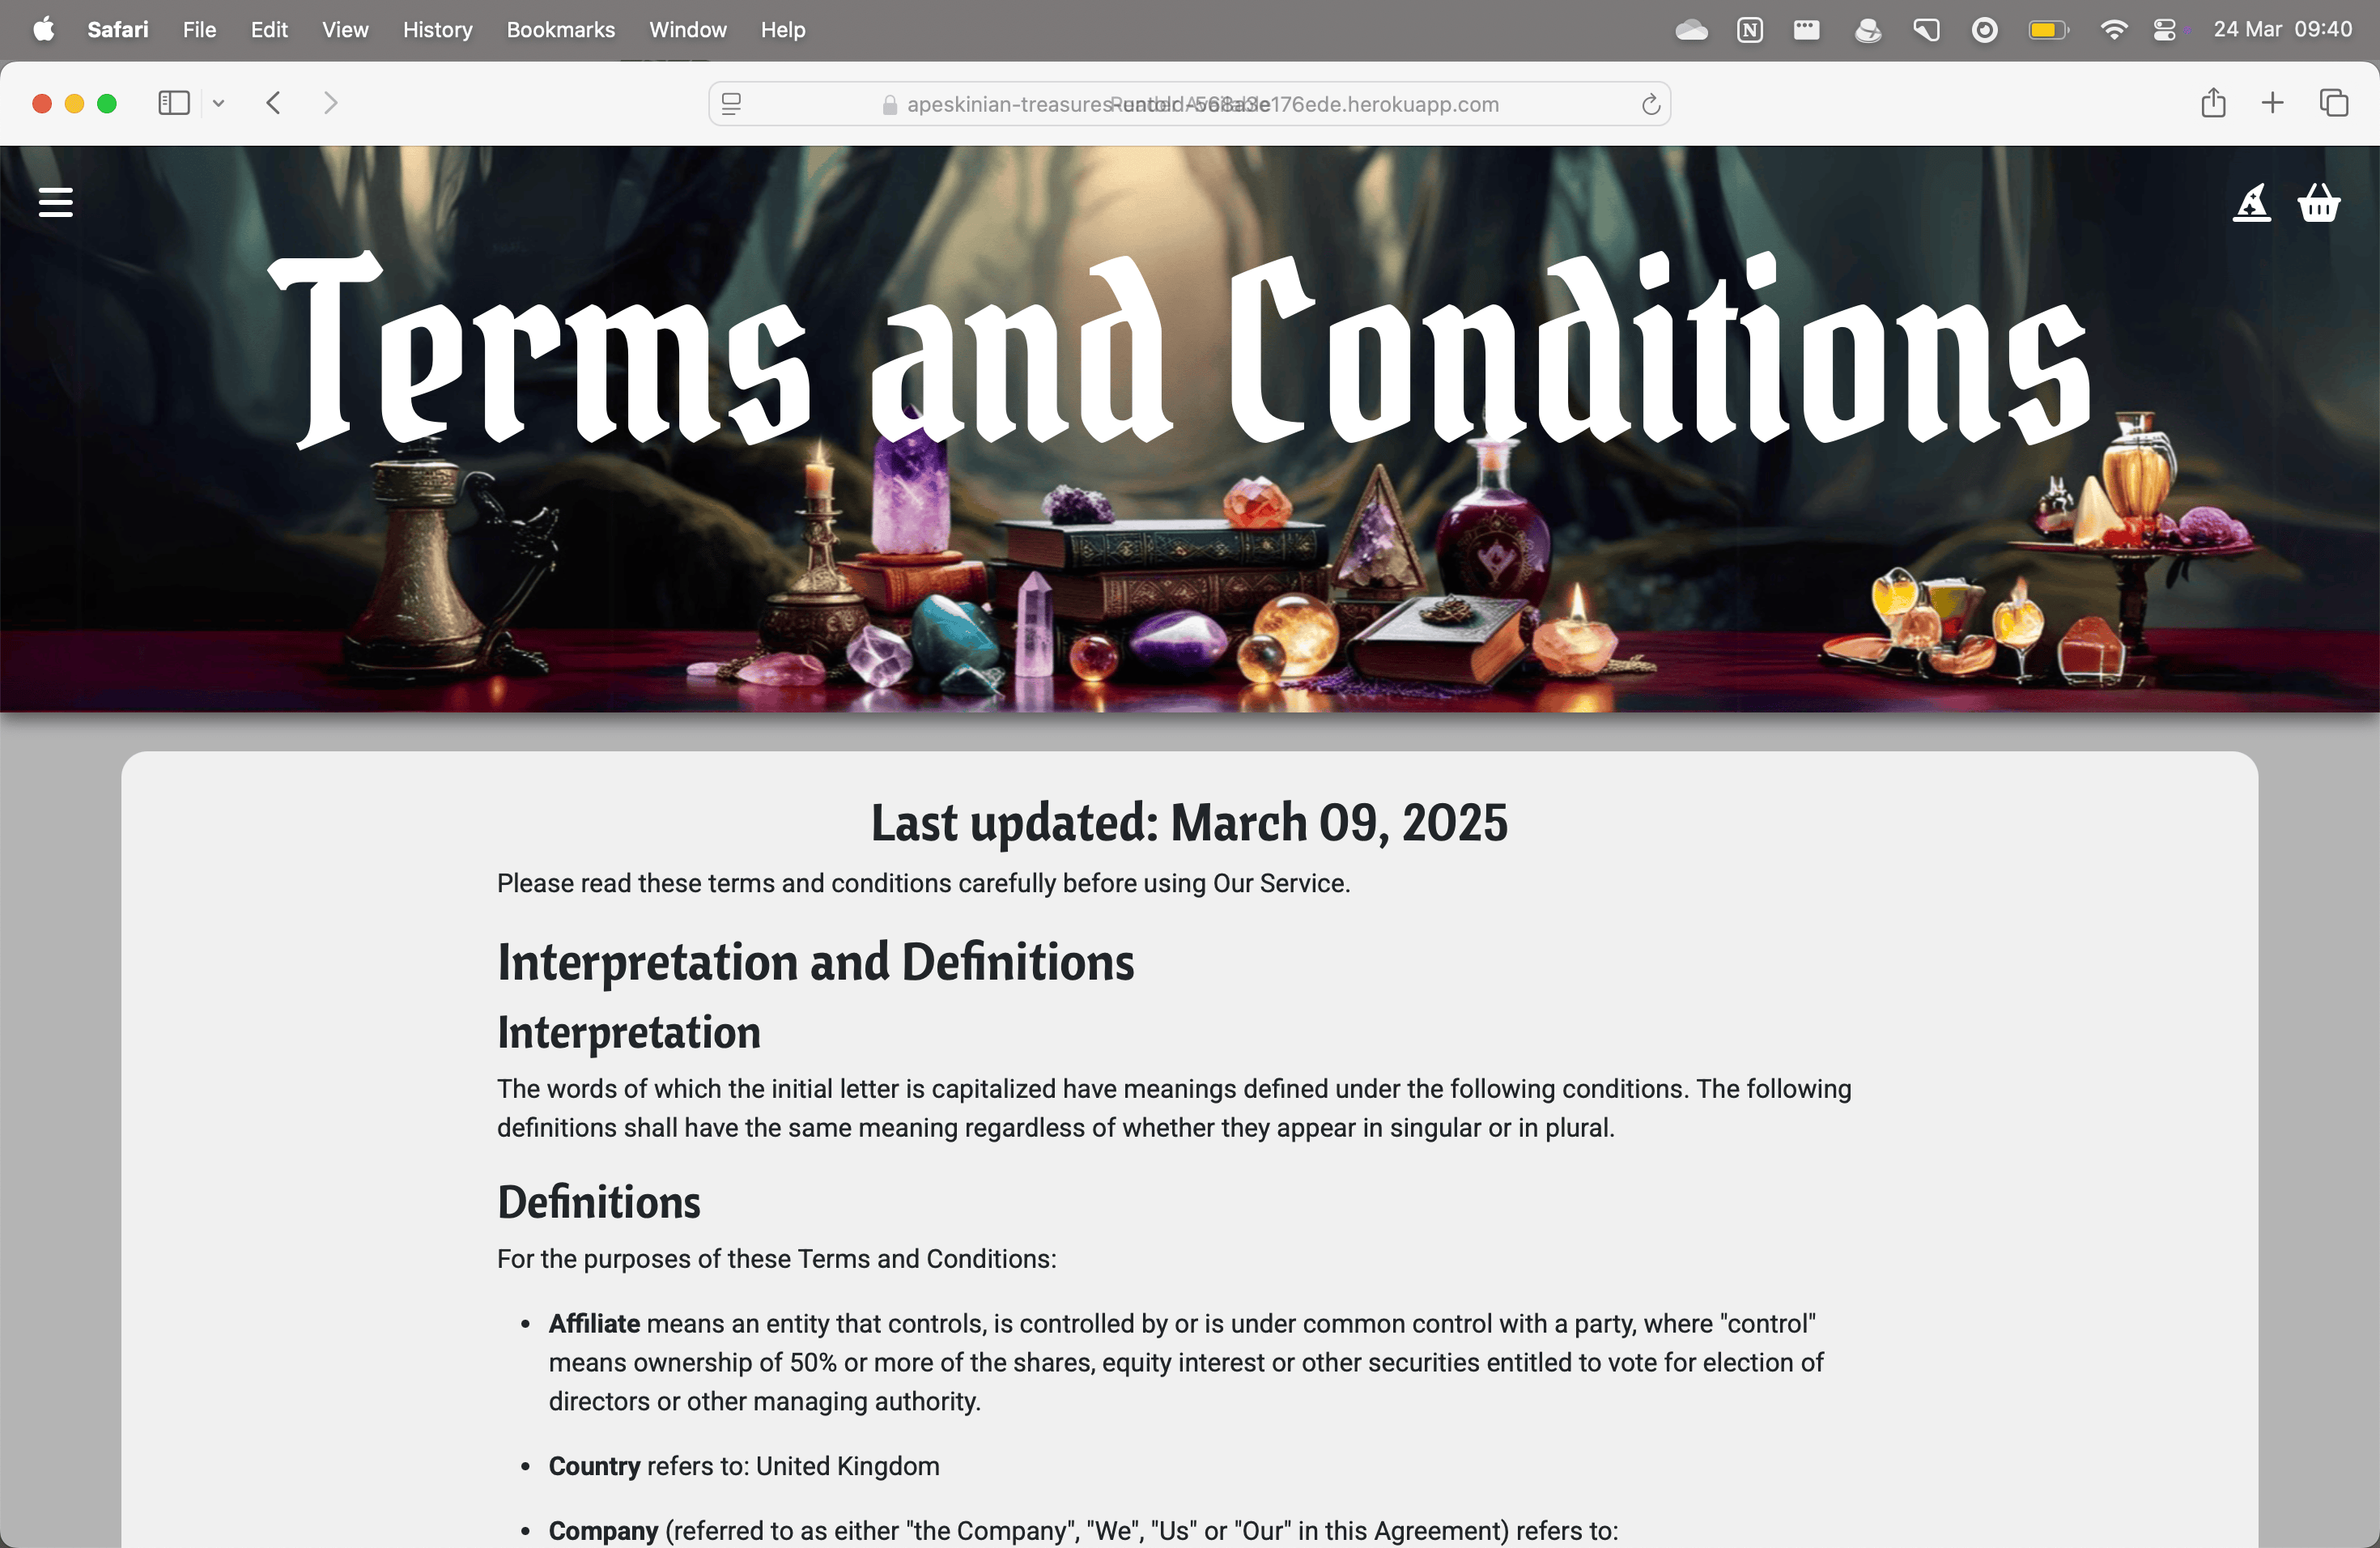 Safari File Edit View History Bookmarks Window Help 24 Mar 09:40
apeskinian-treasures-untold-568a3e176ede.herokuapp.com
Terms and Conditions
Last updated: March 09, 2025
Please read these terms and conditions carefully before using Our Service.
Interpretation and Definitions
Interpretation
The words of which the initial letter is capitalized have meanings defined under the following conditions. The following
definitions shall have the same meaning regardless of whether they appear in singular or in plural.
Definitions
For the purposes of these Terms and Conditions:
• Affiliate means an entity that controls, is controlled by or is under common control with a party, where "control"
means ownership of 50% or more of the shares, equity interest or other securities entitled to vote for election of
directors or other managing authority.
• Country refers to: United Kingdom
• Company (referred to as either "the Company", "We", "Us" or "Our" in this Agreement) refers to: